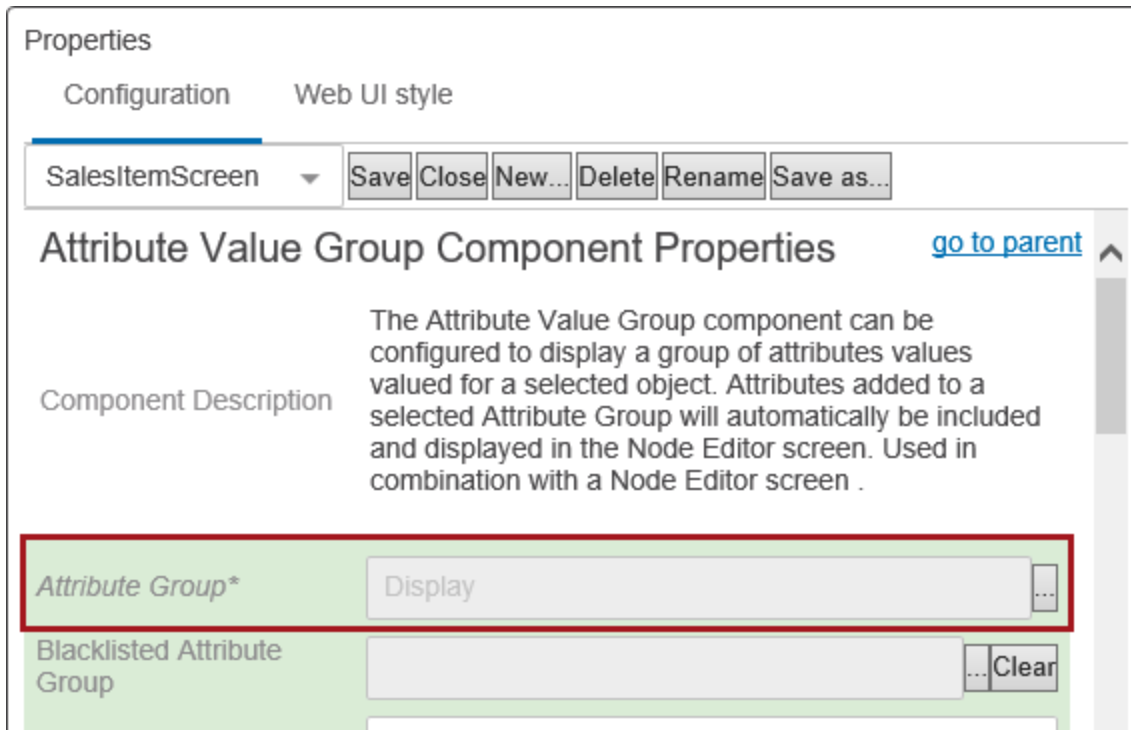 Properties
Configuration Web UI style
SalesItemScreen Save Close New... Delete Rename Save as...
Attribute Value Group Component Properties go to parent
The Attribute Value Group component can be
configured to display a group of attributes values
valued for a selected object. Attributes added to a
Component Description
selected Attribute Group will automatically be included
and displayed in the Node Editor screen. Used in
combination with a Node Editor screen .
Attribute Group* Display ...
Blacklisted Attribute
Group ... Clear